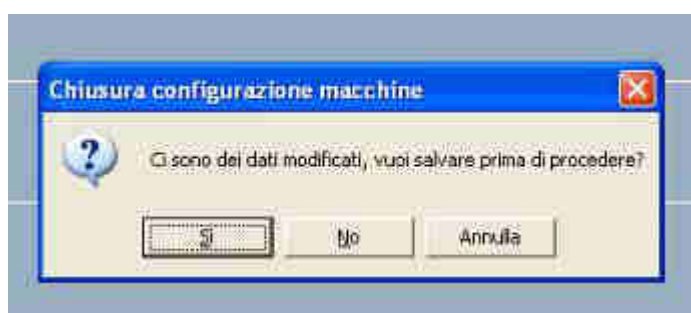 Chiusura configurazione macchine
Ci sono dei dati modificati, vuoi salvare prima di procedere?
Sì
No
Annulla